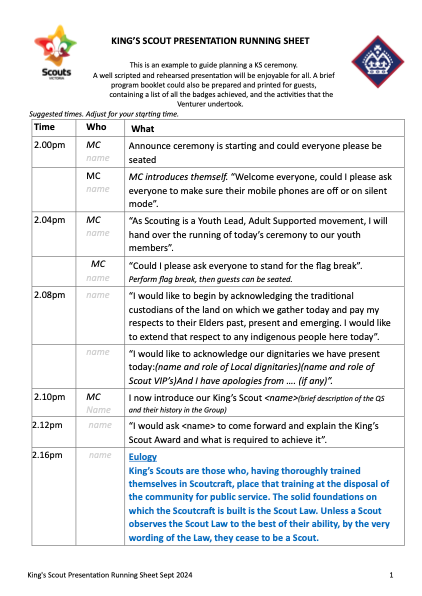 KING'S SCOUT PRESENTATION RUNNING SHEET
Scouts
VICTORIA
This is an example to guide planning a KS ceremony.
A well scripted and rehearsed presentation will be enjoyable for all. A brief
program booklet could also be prepared and printed for guests,
containing a list of all the badges achieved, and the activities that the
Venturer undertook.
Suggested times. Adjust for your starting time.
Time Who What
2.00pm MC Announce ceremony is starting and could everyone please be
name seated
MC MC introduces themself. "Welcome everyone, could I please ask
name everyone to make sure their mobile phones are off or on silent
mode".
2.04pm MC "As Scouting is a Youth Lead, Adult Supported movement, I will
name hand over the running of today's ceremony to our youth
members".
MC "Could I please ask everyone to stand for the flag break".
name Perform flag break, then guests can be seated.
2.08pm name "I would like to begin by acknowledging the traditional
custodians of the land on which we gather today and pay my
respects to their Elders past, present and emerging. I would like
to extend that respect to any indigenous people here today".
name "I would like to acknowledge our dignitaries we have present
today:(name and role of Local dignitaries)(name and role of
Scout VIP's)And I have apologies from .... (if any)".
2.10pm MC I now introduce our King's Scout <name>(brief description of the QS
Name and their history in the Group)
2.12pm name "I would ask <name> to come forward and explain the King's
Scout Award and what is required to achieve it".
2.16pm name Eulogy
King's Scouts are those who, having thoroughly trained
themselves in Scoutcraft, place that training at the disposal of
the community for public service. The solid foundations on
which the Scoutcraft is built is the Scout Law. Unless a Scout
observes the Scout Law to the best of their ability, by the very
wording of the Law, they cease to be a Scout.
King's Scout Presentation Running Sheet Sept 2024 1